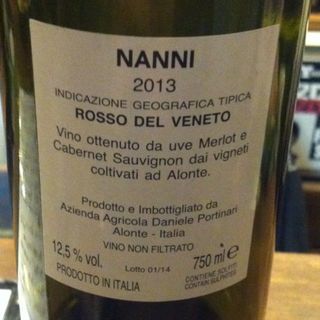 NANNI
2013
INDICAZIONE GEOGRAFICA TIPICA
ROSSO DEL VENETO
Vino ottenuto da uve Merlot e
Cabernet Sauvignon dai vigneti
coltivati ad Alonte.
Prodotto e Imbottigliato da
Azienda Agricola Daniele Portinari
Alonte - Italia
VINO NON FILTRATO
12,5 % vol.
750 ml e
Lotto 01/14
PRODOTTO IN ITALIA
CONTIENE SOLFITI
CONTAIN SULPHITES